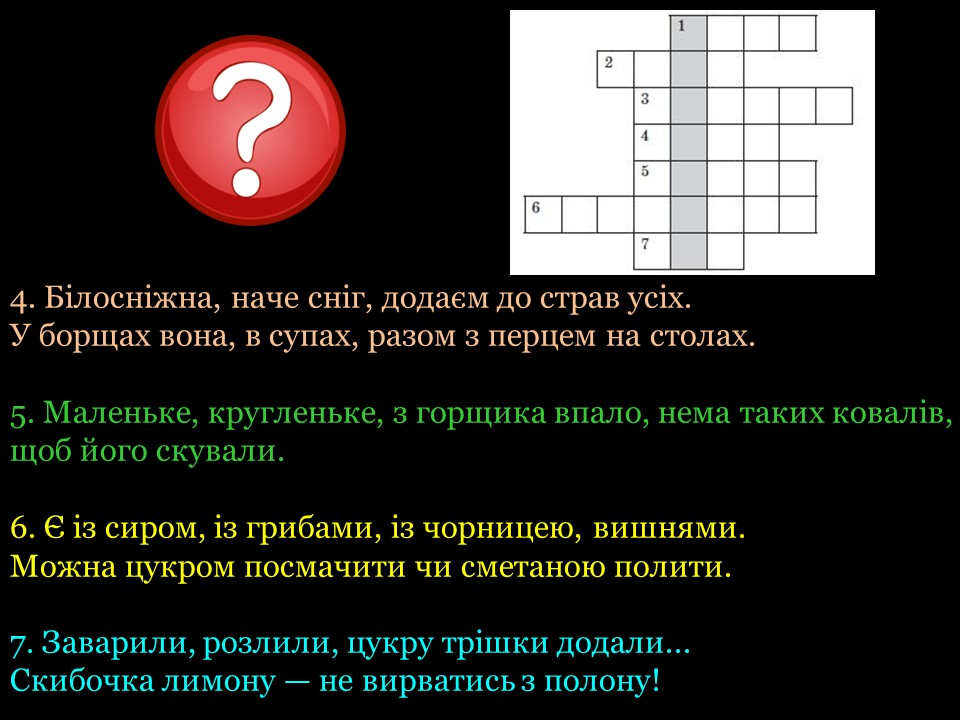 ?
1
2
3
4
5
6
7
4. Білосніжна, наче сніг, додаєм до страв усіх.
У борщах вона, в супах, разом з перцем на столах.
5. Маленьке, кругленьке, з горщика впало, нема таких ковалів,
щоб його скували.
6. Є із сиром, із грибами, із чорницею, вишнями.
Можна цукром посмачити чи сметаною полити.
7. Заварили, розлили, цукру трішки додали…
Скибочка лимону — не вирватись з полону!